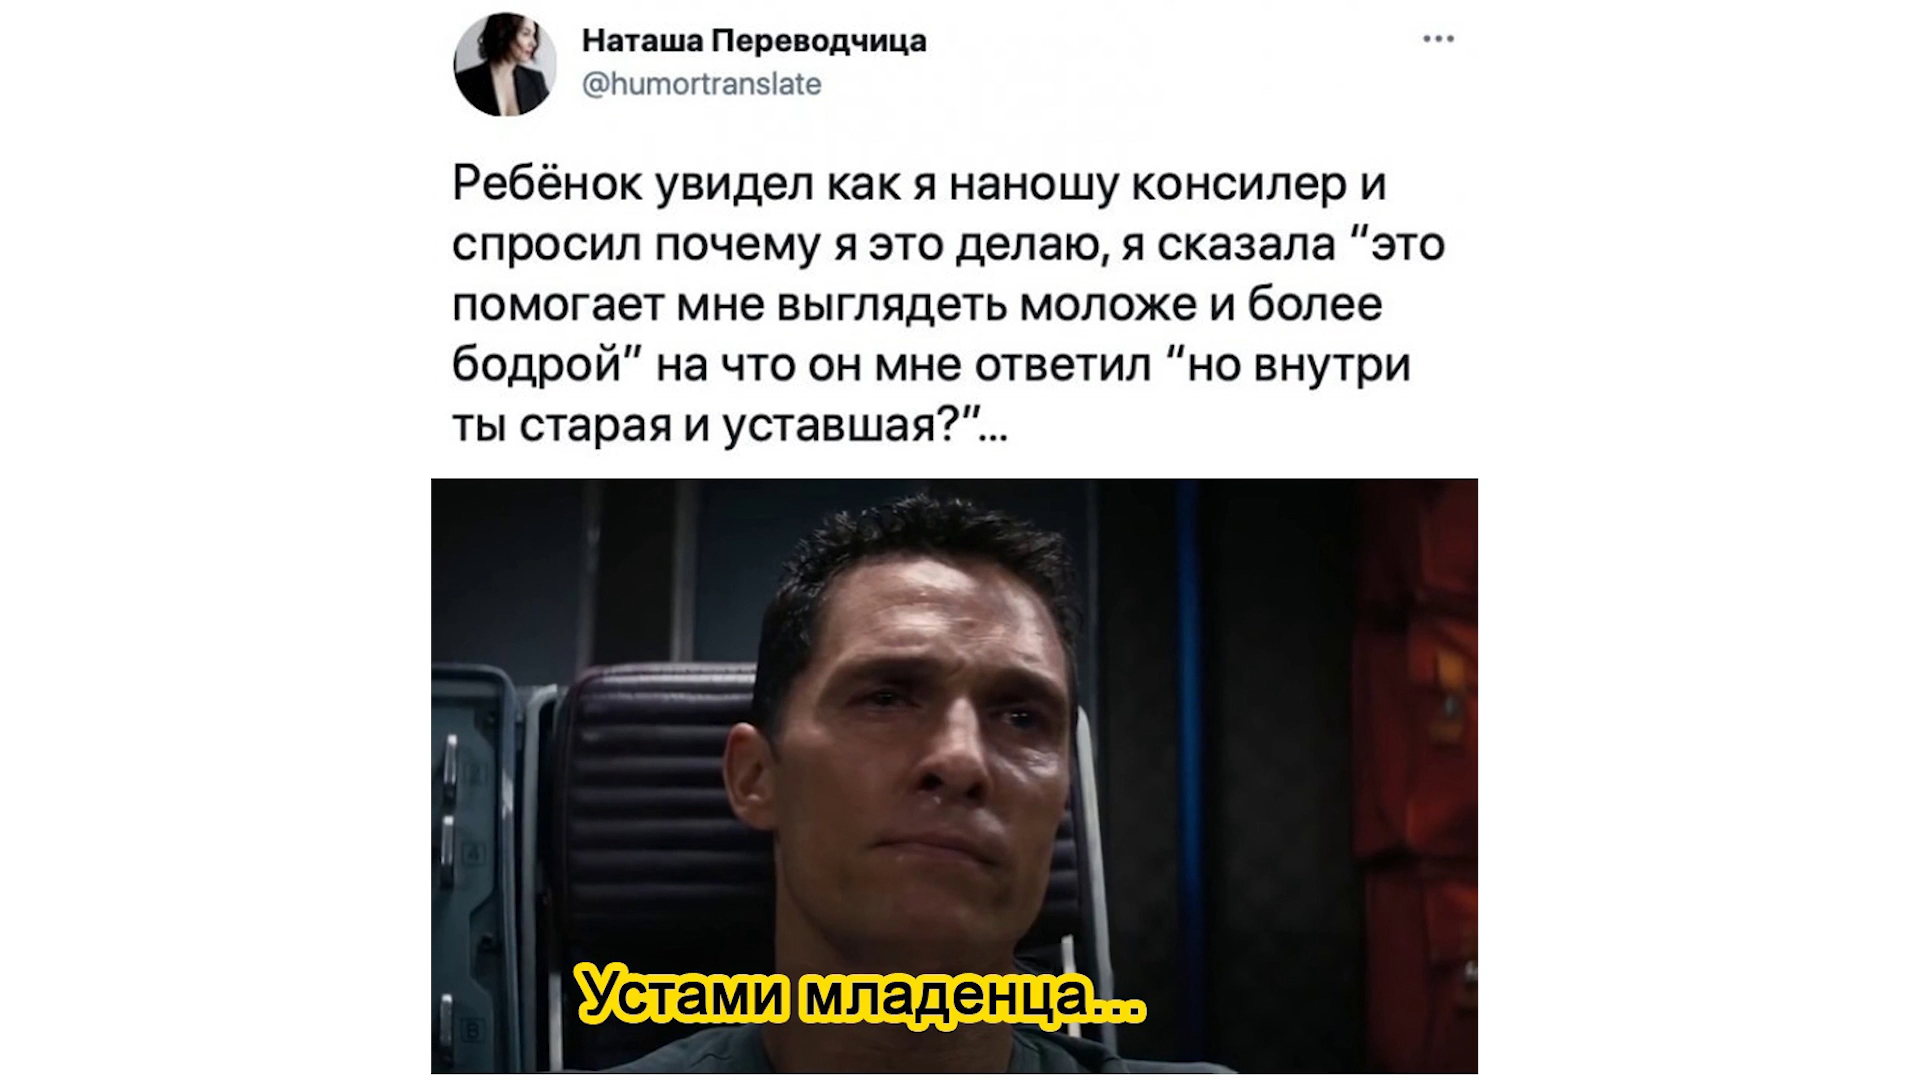 Наташа Переводчица
@humortranslate
Ребёнок увидел как я наношу консилер и
спросил почему я это делаю, я сказала “это
помогает мне выглядеть моложе и более
бодрой” на что он мне ответил “но внутри
ты старая и уставшая?”...
Устами младенца...